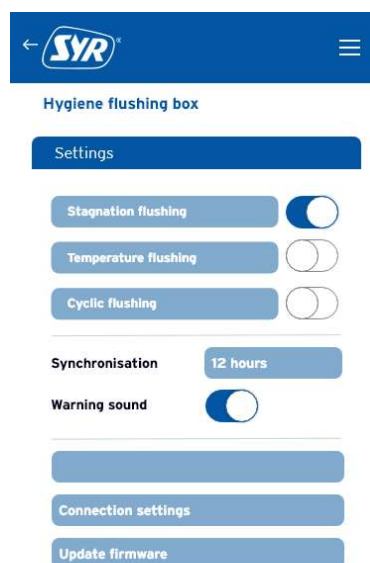 SYR®
Hygiene flushing box
Settings
Stagnation flushing
Temperature flushing
Cyclic flushing
Synchronisation 12 hours
Warning sound
Connection settings
Update firmware